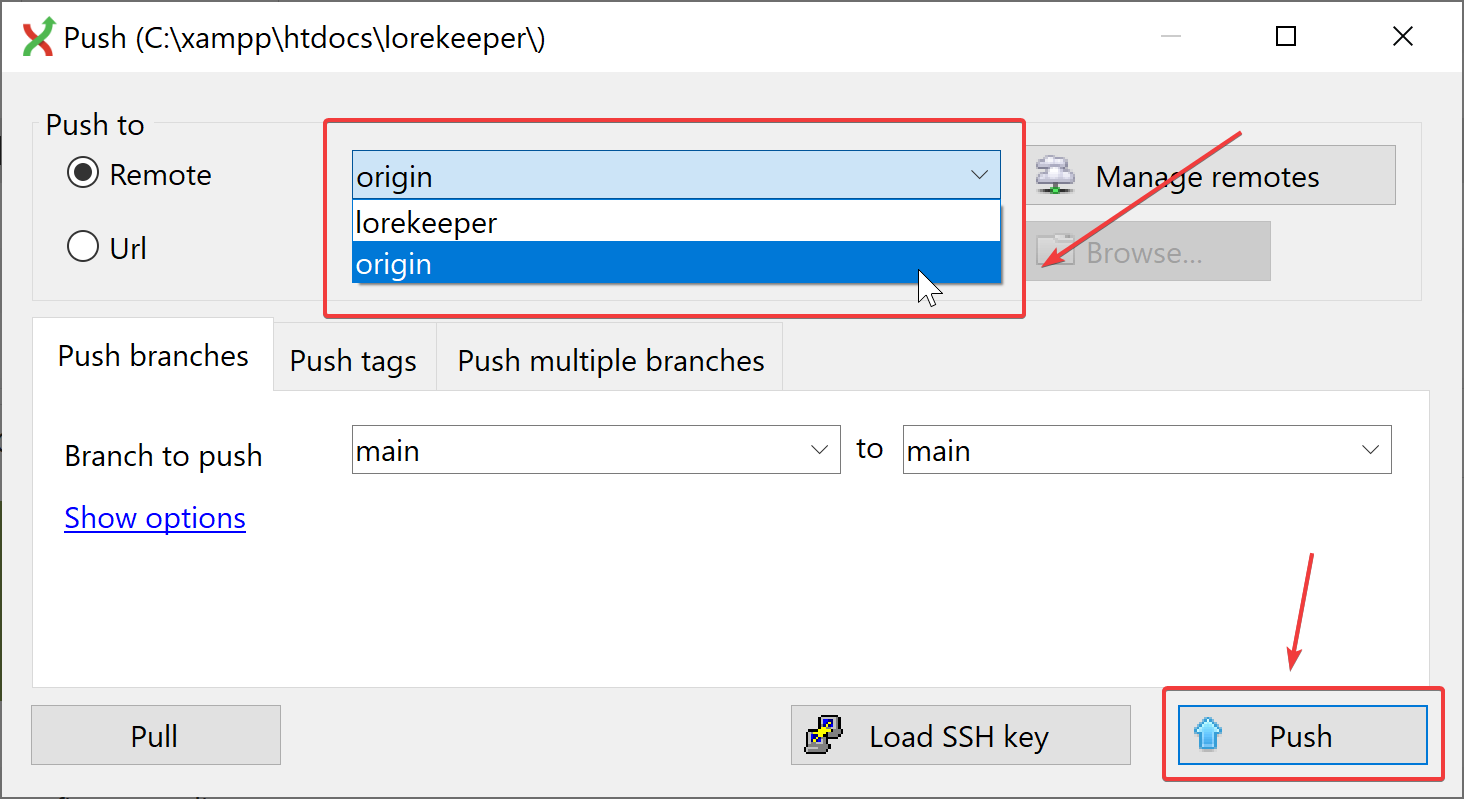 Push (C:\xampp\htdocs\lorekeeper\)
Push to
Remote
origin
Manage remotes
lorekeeper
Url
origin
Browse...
Push branches
Push tags
Push multiple branches
Branch to push
main
to
main
Show options
Pull
Load SSH key
Push